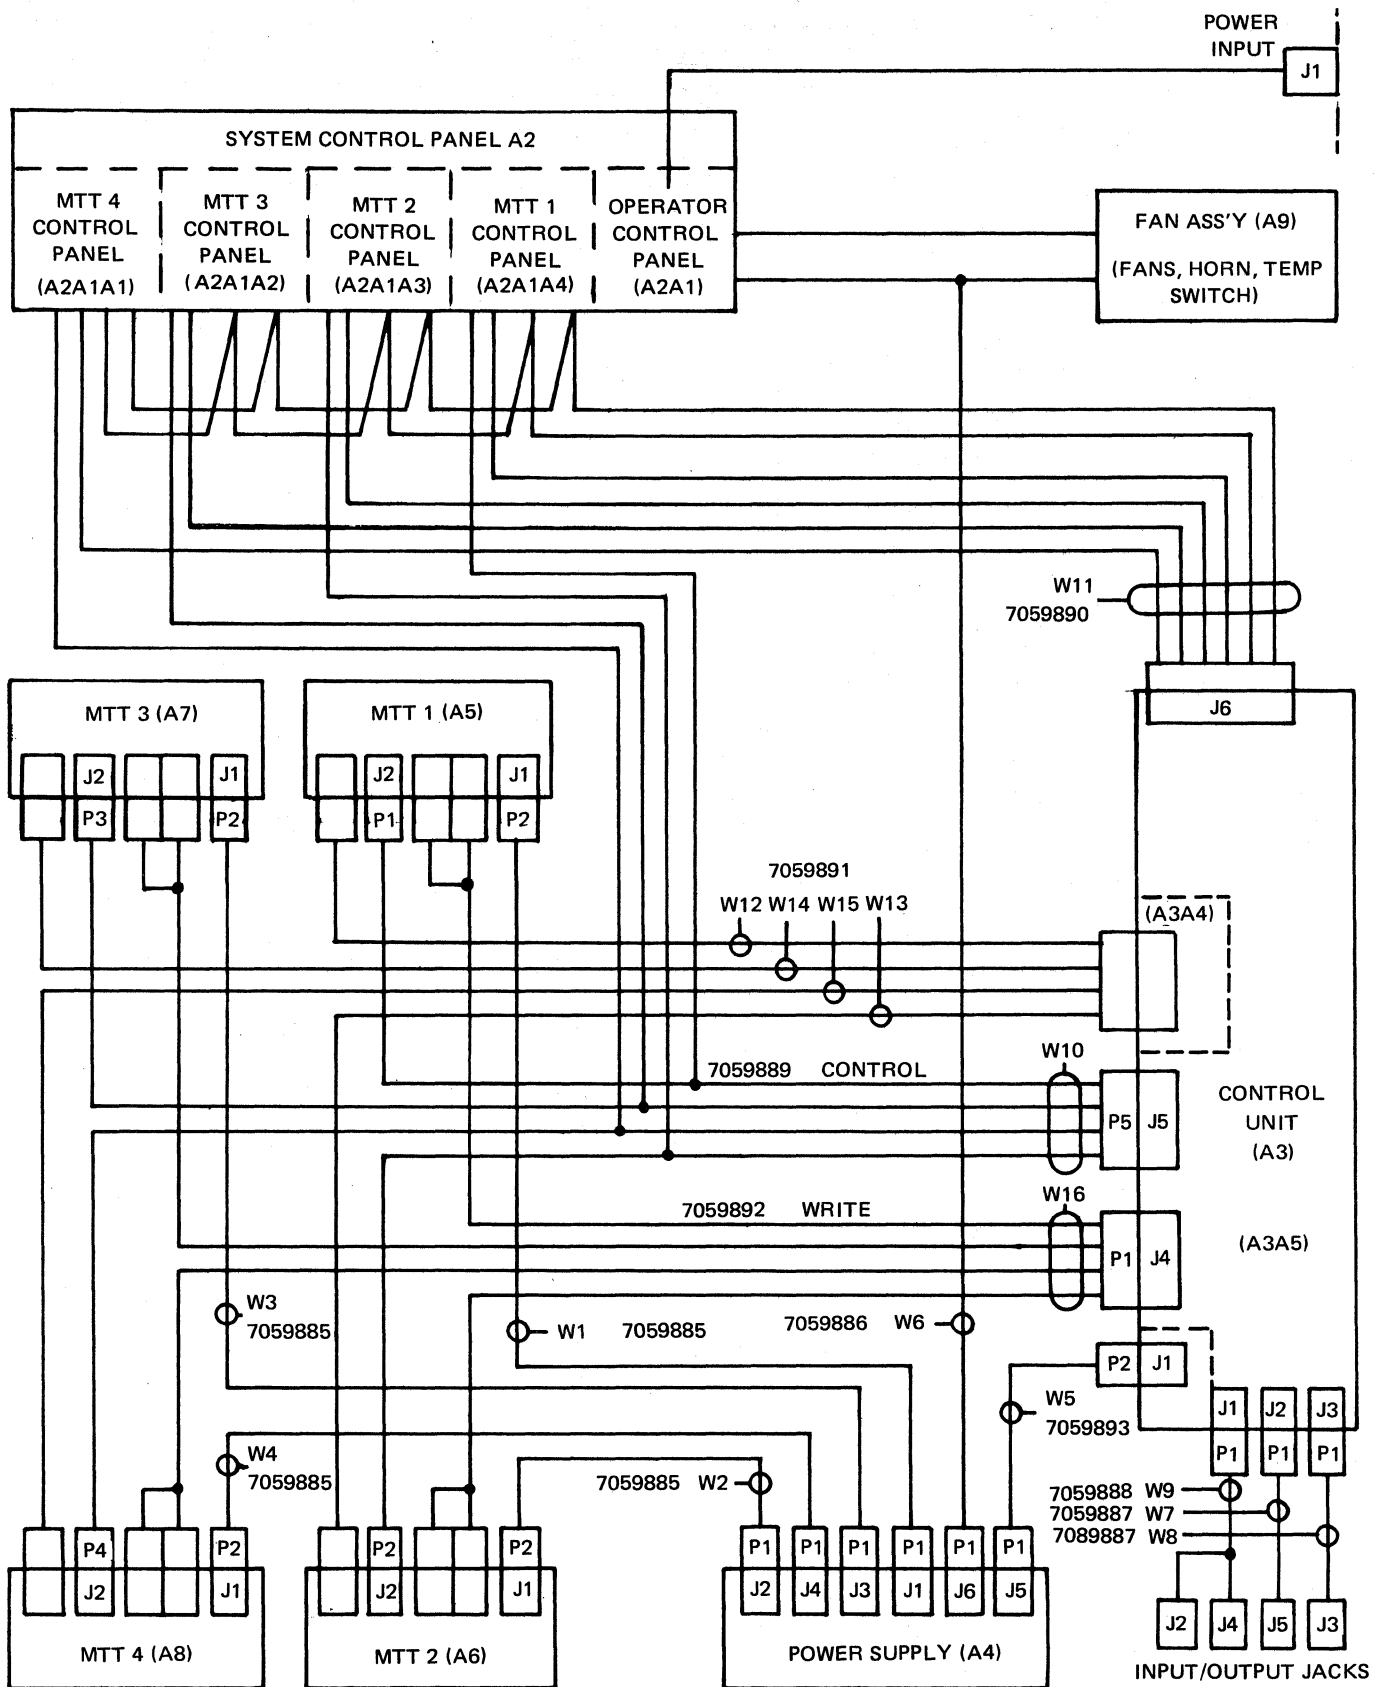 POWER
INPUT
J1
SYSTEM CONTROL PANEL A2
MTT 4
CONTROL
PANEL
(A2A1A1)
MTT 3
CONTROL
PANEL
(A2A1A2)
MTT 2
CONTROL
PANEL
(A2A1A3)
MTT 1
CONTROL
PANEL
(A2A1A4)
OPERATOR
CONTROL
PANEL
(A2A1)
FAN ASS'Y (A9)
(FANS, HORN, TEMP
SWITCH)
W11
7059890
J6
MTT 3 (A7)
J2
J1
P3
P2
MTT 1 (A5)
J2
J1
P1
P2
7059891
W12 W14 W15 W13
(A3A4)
7059889 CONTROL
W10
P5 J5
CONTROL
UNIT
(A3)
7059892 WRITE
W16
P1 J4
(A3A5)
W3
7059885
W1 7059885
7059886 W6
P2 J1
W5
7059893
J1 J2 J3
P1 P1 P1
W4
7059885
7059885 W2
7059888 W9
7059887 W7
7089887 W8
P4
P2
J2
J1
MTT 4 (A8)
P2
P2
J2
J1
MTT 2 (A6)
P1 P1 P1 P1 P1 P1
J2 J4 J3 J1 J6 J5
POWER SUPPLY (A4)
J2 J4 J5 J3
INPUT/OUTPUT JACKS